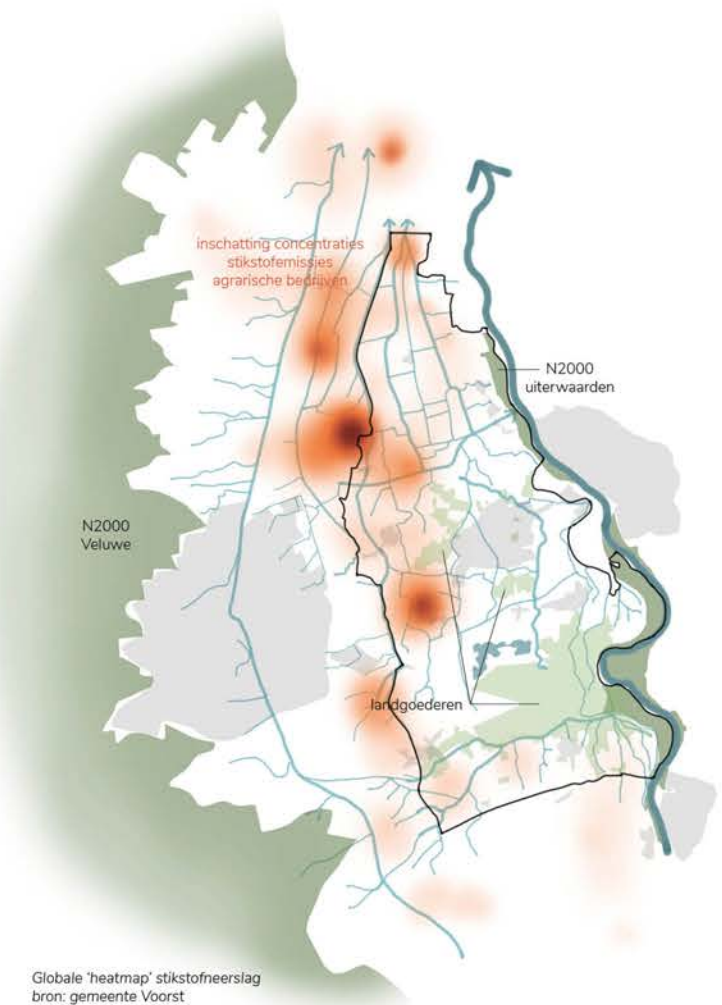 inschatting concentraties
stikstofemissies
agrarische bedrijven
N2000
uiterwaarden
N2000
Veluwe
landgoederen
Globale 'heatmap' stikstofneerslag
bron: gemeente Voorst